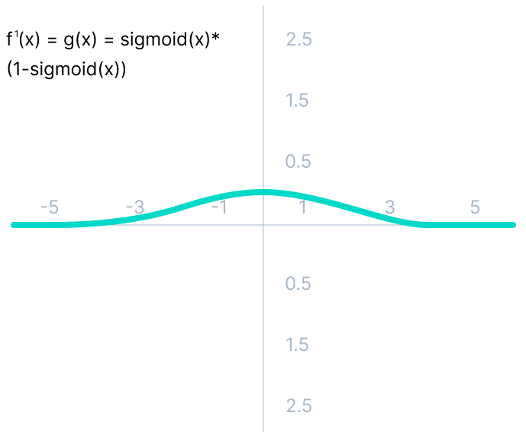 f¹(x) = g(x) = sigmoid(x)*
(1-sigmoid(x))
2.5
1.5
0.5
-5 -3 -1 1 3 5
0.5
1.5
2.5